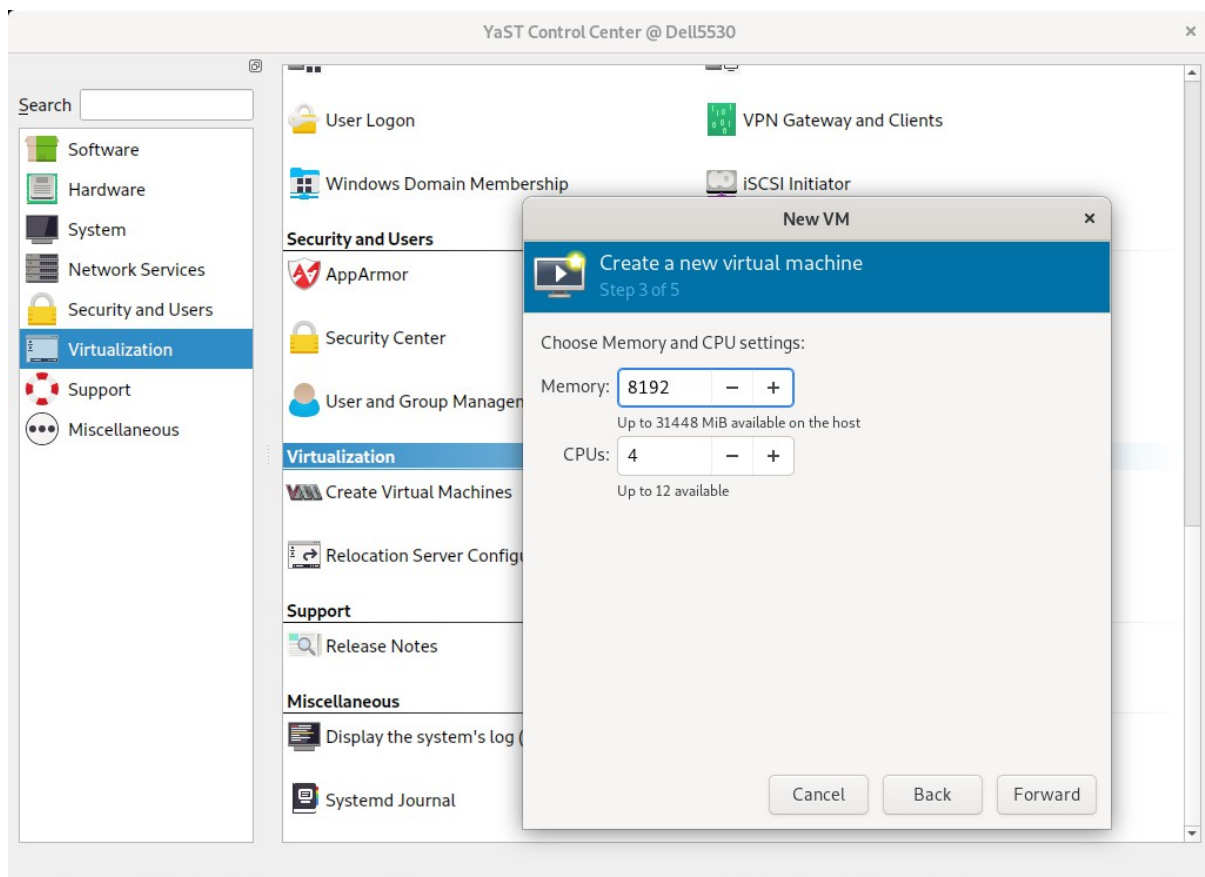 YaST Control Center @ Dell5530
Search
Software
Hardware
System
Network Services
Security and Users
Virtualization
Support
Miscellaneous
User Logon
VPN Gateway and Clients
Windows Domain Membership
iSCSI Initiator
Security and Users
AppArmor
Security Center
User and Group Managem
Virtualization
Create Virtual Machines
Relocation Server Configu
Support
Release Notes
Miscellaneous
Display the system's log (
Systemd Journal
New VM
Create a new virtual machine
Step 3 of 5
Choose Memory and CPU settings:
Memory: 8192 − +
Up to 31448 MiB available on the host
CPUs: 4 − +
Up to 12 available
Cancel Back Forward